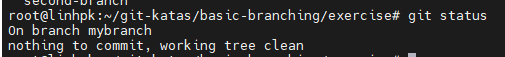 second-branch
root@linhpk:~/git-katas/basic-branching/exercise# git status
On branch mybranch
nothing to commit, working tree clean